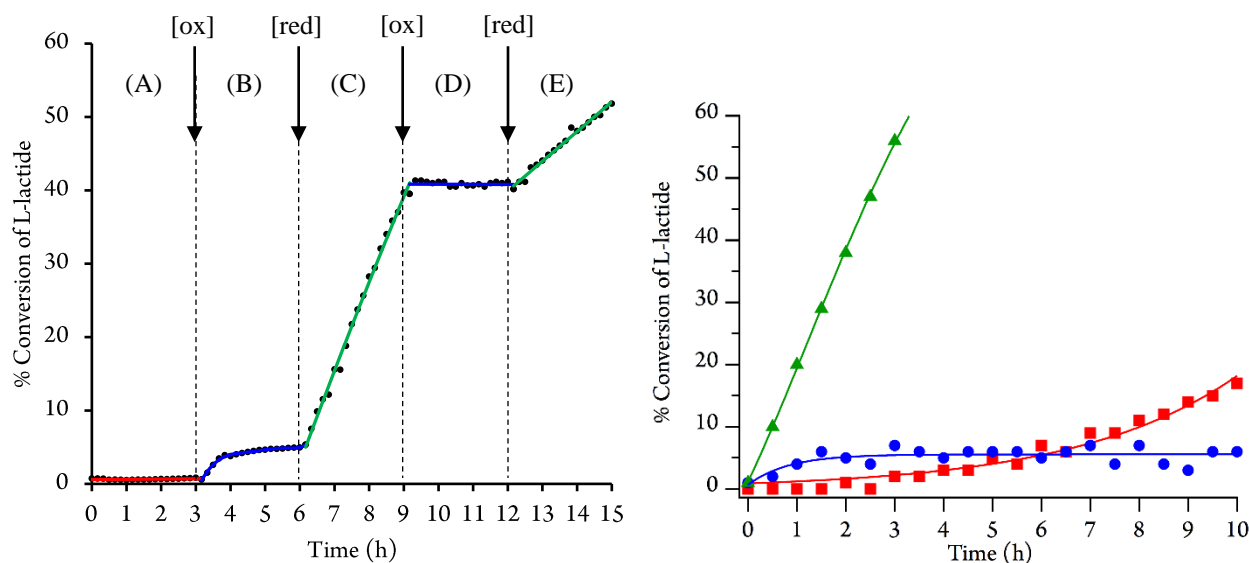 [ox] [red] [ox] [red]
(A) (B) (C) (D) (E)
% Conversion of L-lactide
60
50
40
30
20
10
0
0 1 2 3 4 5 6 7 8 9 10 11 12 13 14 15
Time (h)
% Conversion of L-lactide
60
50
40
30
20
10
0
0 1 2 3 4 5 6 7 8 9 10
Time (h)